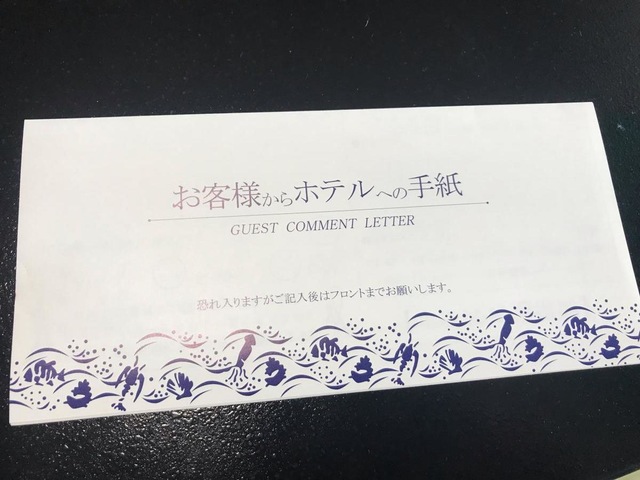 お客様からホテルへの手紙
GUEST COMMENT LETTER
恐れ入りますがご記入後はフロントまでお願いします。